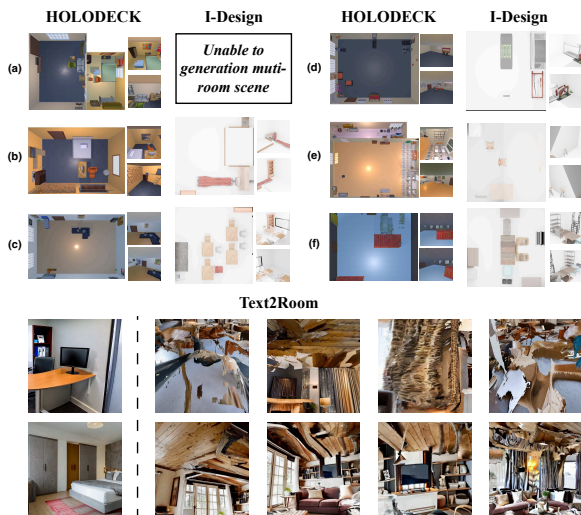 HOLODECK I-Design HOLODECK I-Design
(a) Unable to
generation muti-
room scene
(d)
(b)
(e)
(c)
(f)
Text2Room